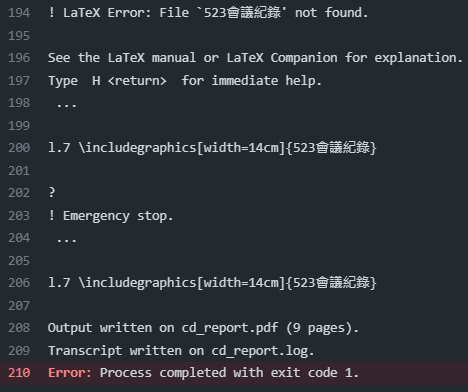 194 ! LaTeX Error: File `523會議紀錄' not found.
195
196 See the LaTeX manual or LaTeX Companion for explanation.
197 Type  H <return>  for immediate help.
198  ...
199
200 l.7 \includegraphics[width=14cm]{523會議紀錄}
201
202 ?
203 ! Emergency stop.
204  ...
205
206 l.7 \includegraphics[width=14cm]{523會議紀錄}
207
208 Output written on cd_report.pdf (9 pages).
209 Transcript written on cd_report.log.
210 Error: Process completed with exit code 1.